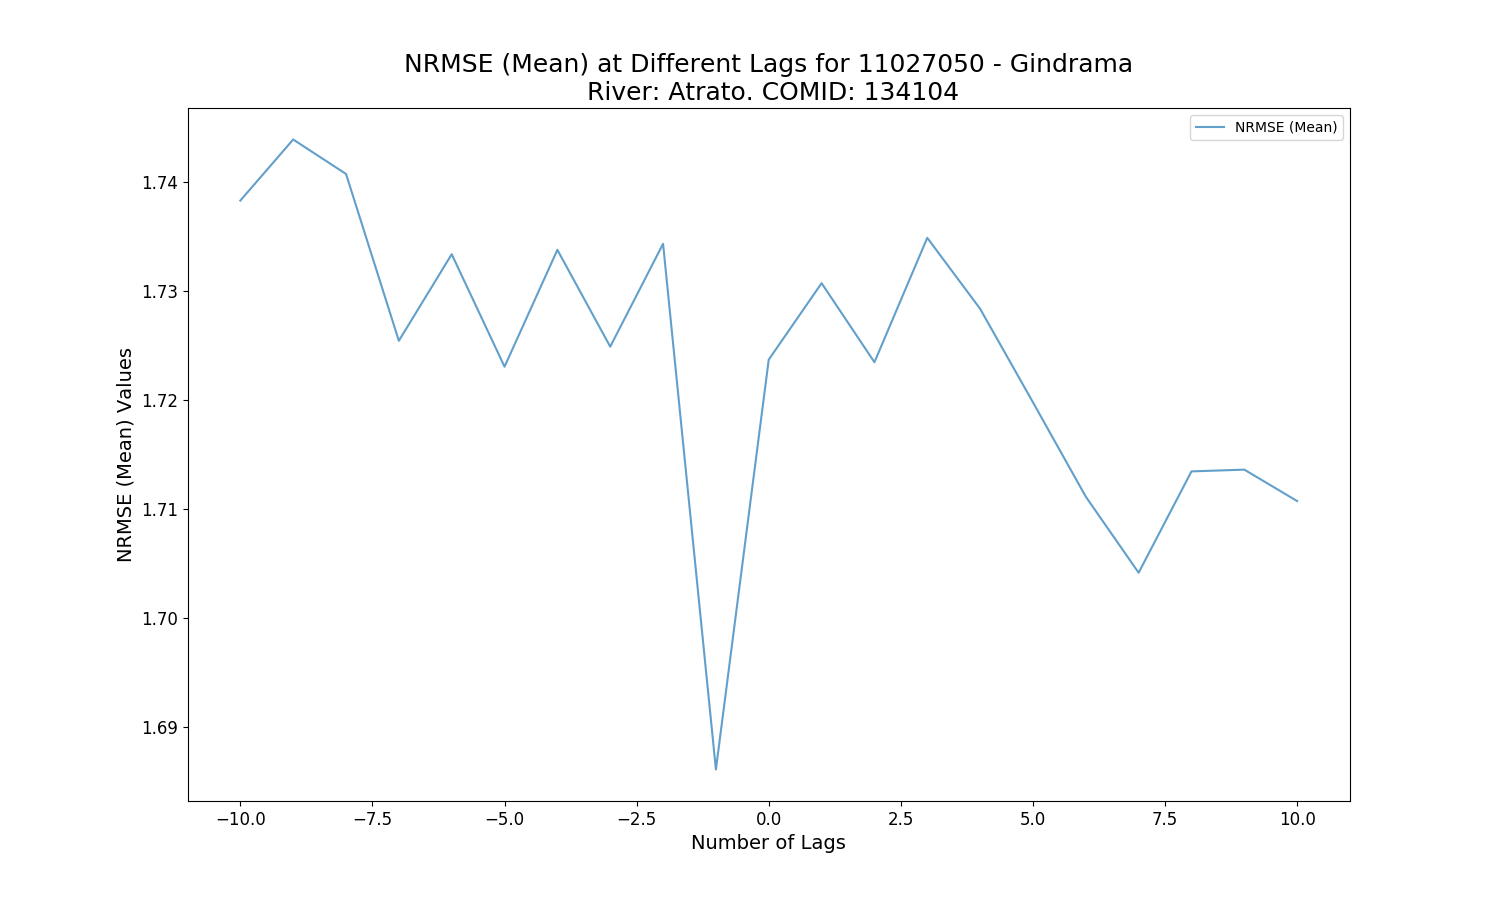 NRMSE (Mean) at Different Lags for 11027050 - Gindrama
River: Atrato. COMID: 134104
NRMSE (Mean)
NRMSE (Mean) Values
1.74
1.73
1.72
1.71
1.70
1.69
−10.0 −7.5 −5.0 −2.5 0.0 2.5 5.0 7.5 10.0
Number of Lags